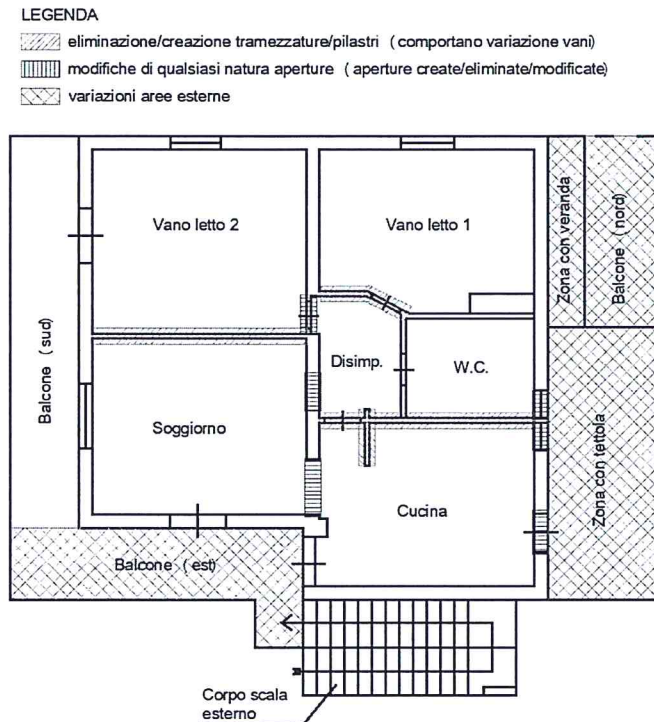 LEGENDA
eliminazione/creazione tramezzature/pilastri ( comportano variazione vani)
modifiche di qualsiasi natura aperture ( aperture create/eliminate/modificate)
variazioni aree esterne
Vano letto 2
Vano letto 1
Zona con veranda
Balcone ( nord)
Balcone ( sud)
Disimp.
W.C.
Soggiorno
Cucina
Zona con tettola
Balcone ( est)
Corpo scala
esterno